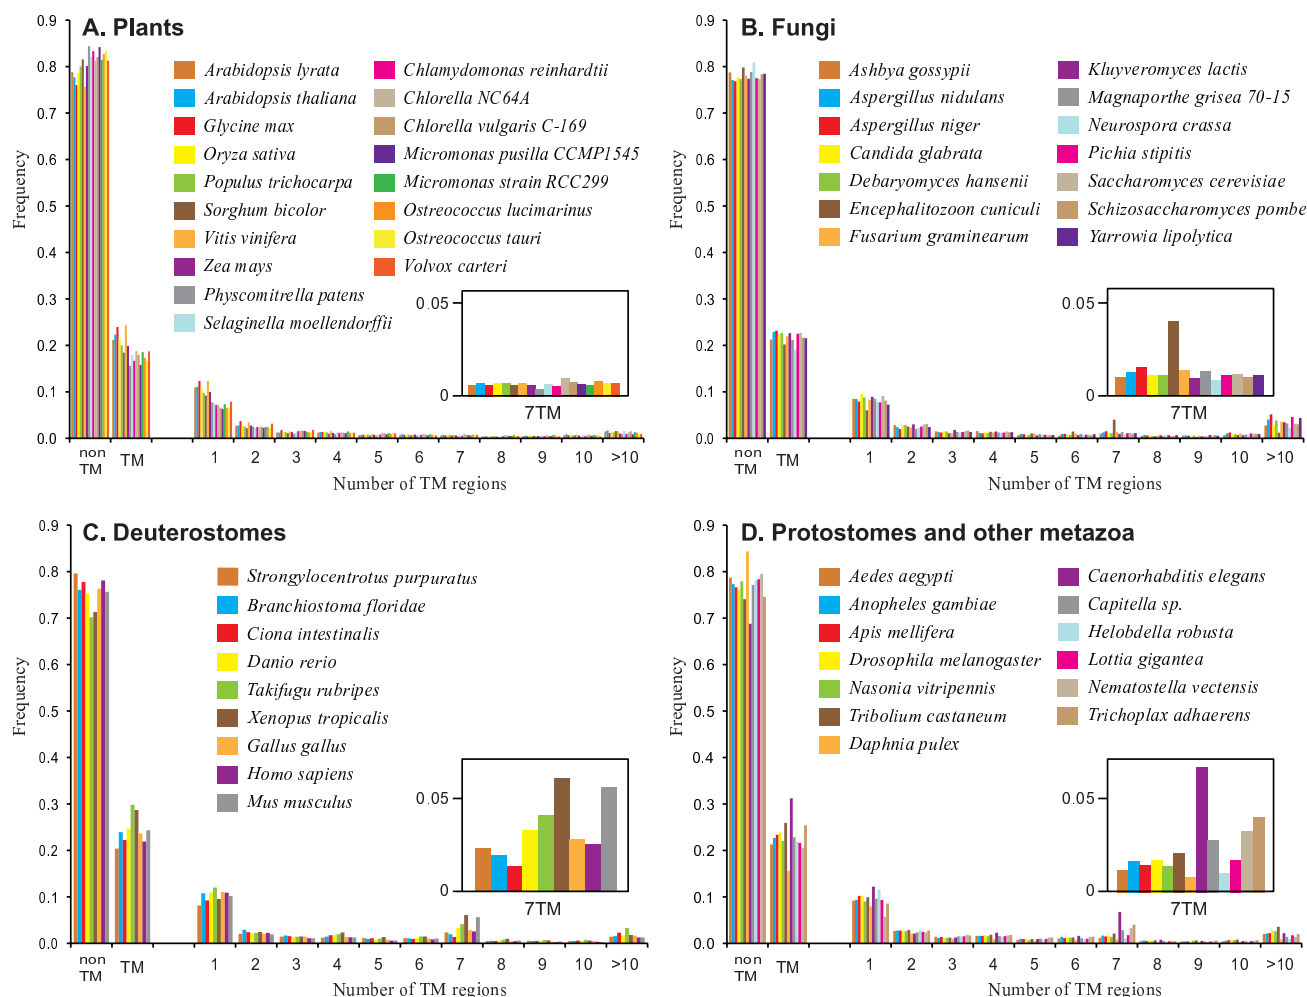 A. Plants
0.9
0.8
0.7
0.6
0.5
0.4
0.3
0.2
0.1
0.0
Frequency
Arabidopsis lyrata
Arabidopsis thaliana
Glycine max
Oryza sativa
Populus trichocarpa
Sorghum bicolor
Vitis vinifera
Zea mays
Physcomitrella patens
Selaginella moellendorffii
Chlamydomonas reinhardtii
Chlorella NC64A
Chlorella vulgaris C-169
Micromonas pusilla CCMP1545
Micromonas strain RCC299
Ostreococcus lucimarinus
Ostreococcus tauri
Volvox carteri
0.05
0
7TM
non TM 1 2 3 4 5 6 7 8 9 10 >10
TM
Number of TM regions
B. Fungi
0.9
0.8
0.7
0.6
0.5
0.4
0.3
0.2
0.1
0.0
Frequency
Ashbya gossypii
Aspergillus nidulans
Aspergillus niger
Candida glabrata
Debaryomyces hansenii
Encephalitozoon cuniculi
Fusarium graminearum
Kluyveromyces lactis
Magnaporthe grisea 70-15
Neurospora crassa
Pichia stipitis
Saccharomyces cerevisiae
Schizosaccharomyces pombe
Yarrowia lipolytica
0.05
0
7TM
non TM 1 2 3 4 5 6 7 8 9 10 >10
TM
Number of TM regions
C. Deuterostomes
0.9
0.8
0.7
0.6
0.5
0.4
0.3
0.2
0.1
0.0
Frequency
Strongylocentrotus purpuratus
Branchiostoma floridae
Ciona intestinalis
Danio rerio
Takifugu rubripes
Xenopus tropicalis
Gallus gallus
Homo sapiens
Mus musculus
0.05
0
7TM
non TM 1 2 3 4 5 6 7 8 9 10 >10
TM
Number of TM regions
D. Protostomes and other metazoa
0.9
0.8
0.7
0.6
0.5
0.4
0.3
0.2
0.1
0.0
Frequency
Aedes aegypti
Anopheles gambiae
Apis mellifera
Drosophila melanogaster
Nasonia vitripennis
Tribolium castaneum
Daphnia pulex
Caenorhabditis elegans
Capitella sp.
Helobdella robusta
Lottia gigantea
Nematostella vectensis
Trichoplax adhaerens
0.05
0
7TM
non TM 1 2 3 4 5 6 7 8 9 10 >10
TM
Number of TM regions